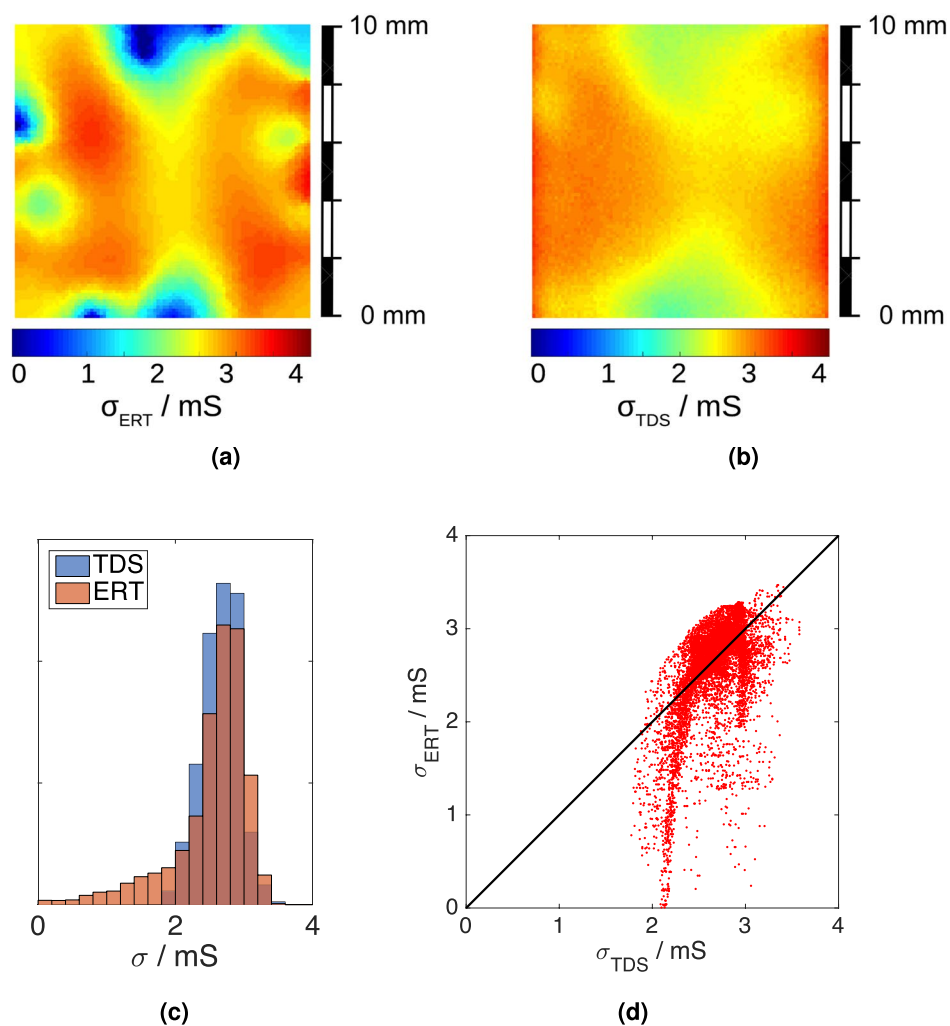 10 mm
0 mm
0 1 2 3 4
σERT / mS
(a)
10 mm
0 mm
0 1 2 3 4
σTDS / mS
(b)
TDS
ERT
0 2 4
σ / mS
(c)
4
3
2
1
0
σERT / mS
0 1 2 3 4
σTDS / mS
(d)